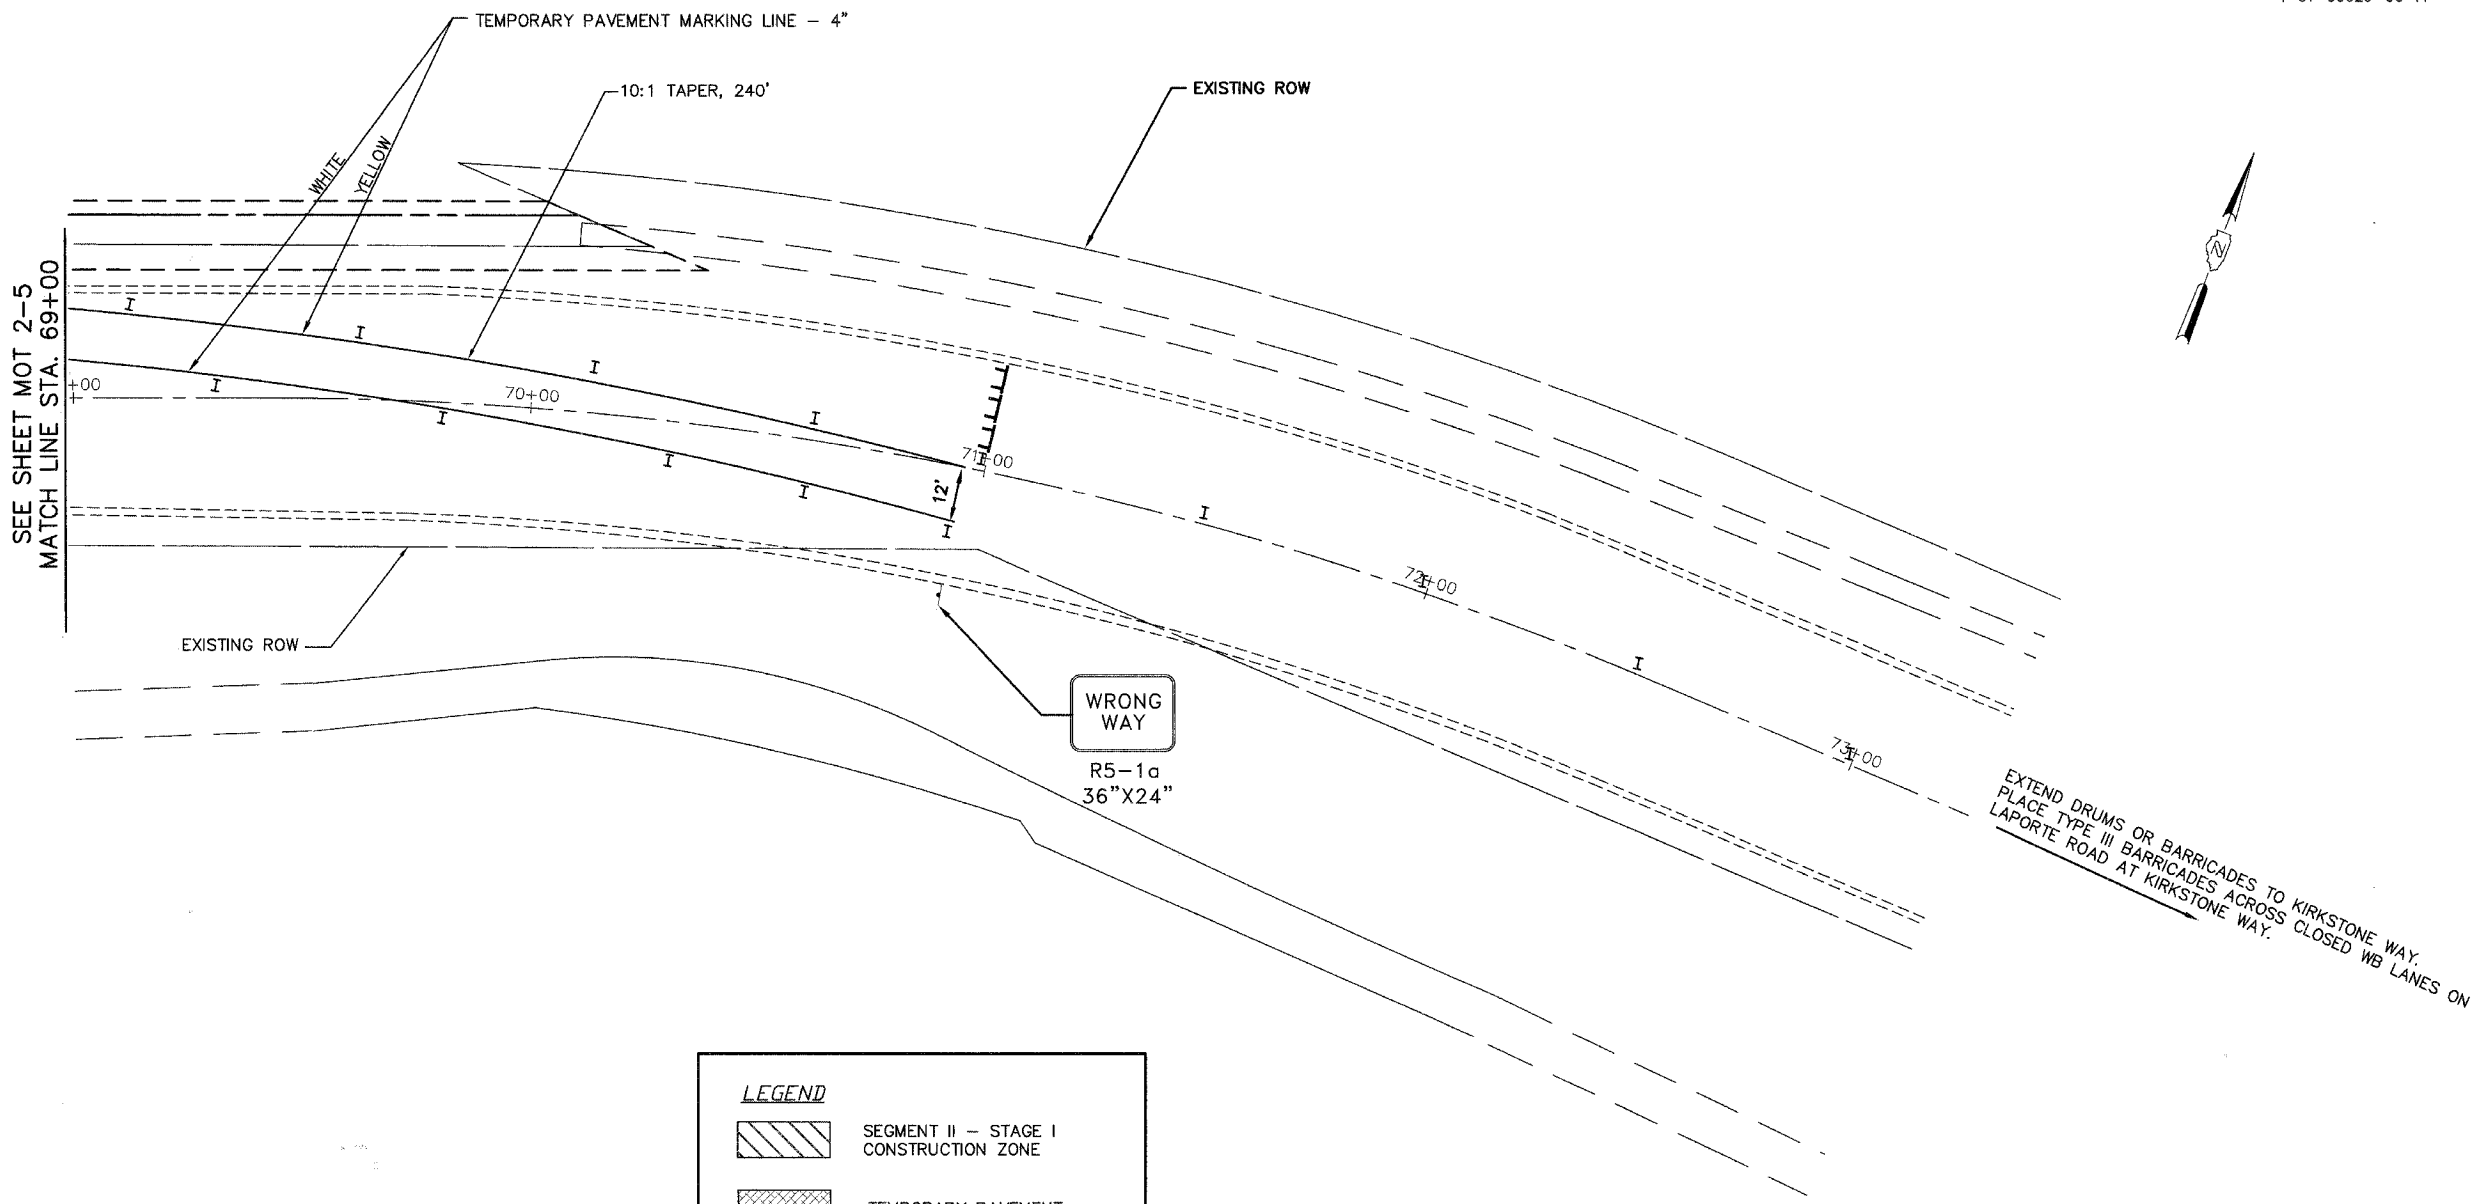 TEMPORARY PAVEMENT MARKING LINE – 4"
10:1 TAPER, 240'
EXISTING ROW
WHITE
YELLOW
SEE SHEET MOT 2-5
MATCH LINE STA. 69+00
+00
70+00
71+00
12'
72+00
73+00
N
EXISTING ROW
WRONG
WAY
R5-1a
36"X24"
EXTEND DRUMS OR BARRICADES TO KIRKSTONE WAY.
PLACE TYPE III BARRICADES ACROSS CLOSED WB LANES ON
LAPORTE ROAD AT KIRKSTONE WAY.
LEGEND
SEGMENT II – STAGE I
CONSTRUCTION ZONE
TEMPORARY PAVEMENT